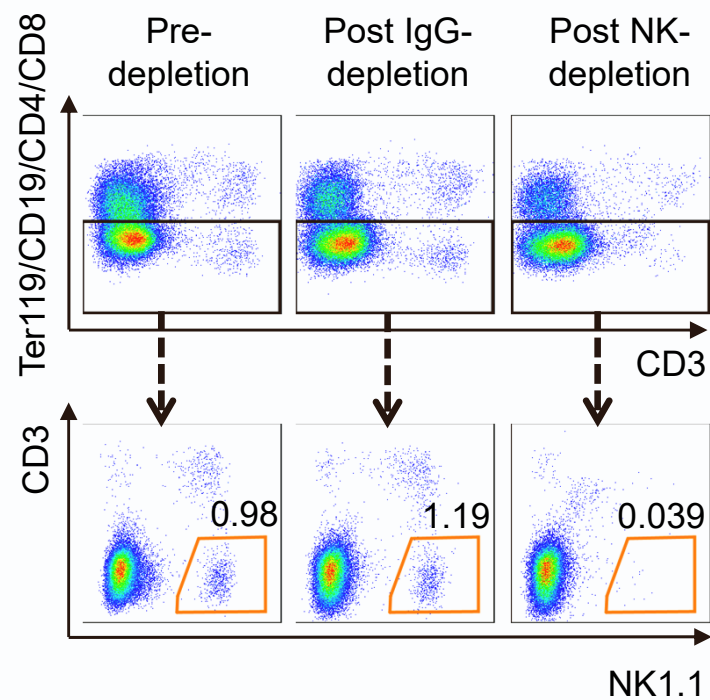 Pre-
depletion
Post IgG-
depletion
Post NK-
depletion
Ter119/CD19/CD4/CD8
CD3
CD3
0.98
1.19
0.039
NK1.1